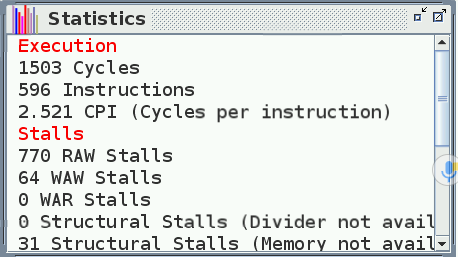 Statistics
Execution
1503 Cycles
596 Instructions
2.521 CPI (Cycles per instruction)
Stalls
770 RAW Stalls
64 WAW Stalls
0 WAR Stalls
0 Structural Stalls (Divider not avail
31 Structural Stalls (Memory not avail